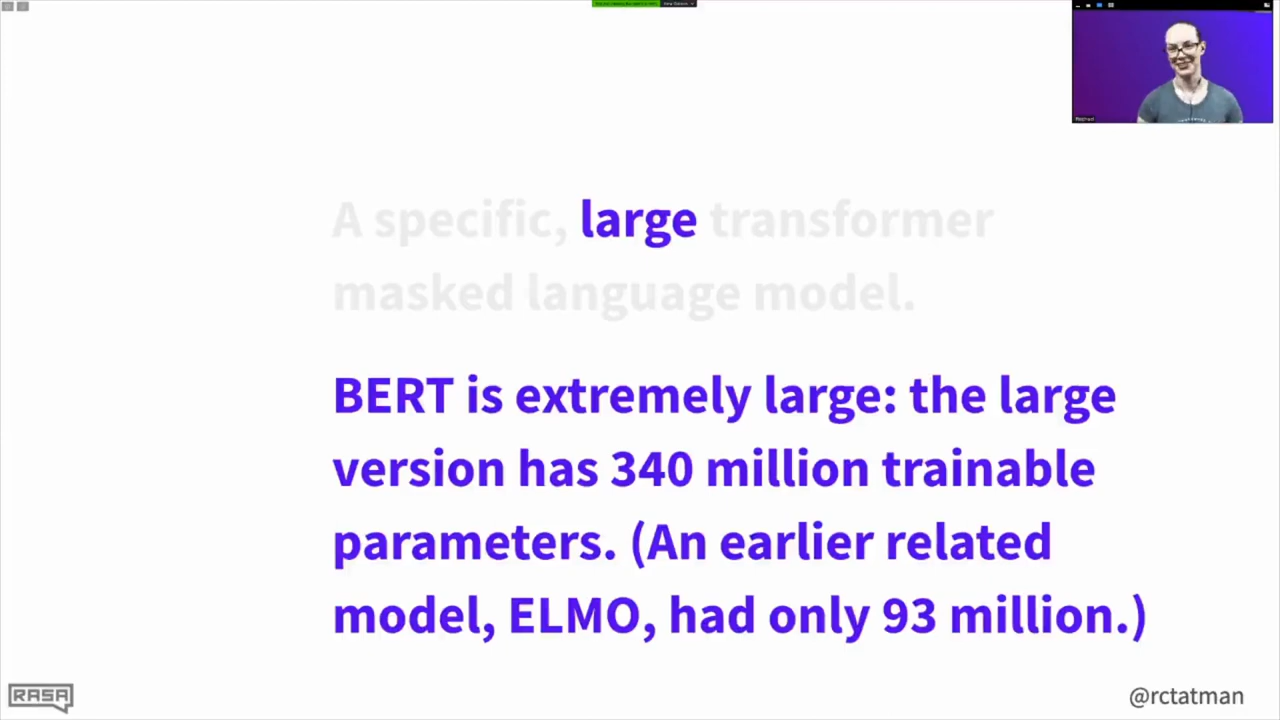 A specific, large transformer
masked language model.
BERT is extremely large: the large
version has 340 million trainable
parameters. (An earlier related
model, ELMO, had only 93 million.)
RASA
@rctatman